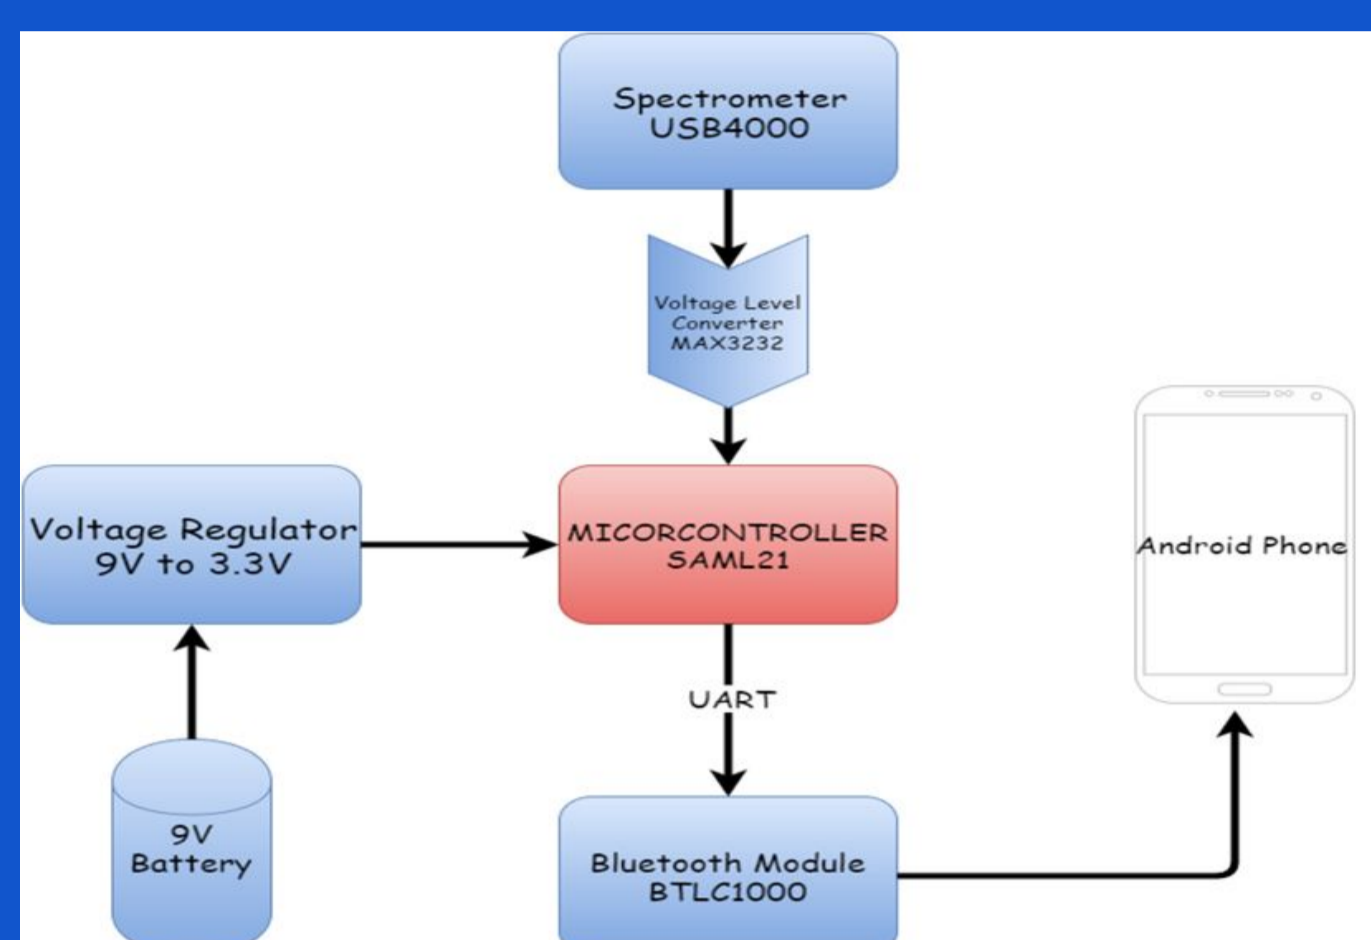 Spectrometer
USB4000
Voltage Level
Converter
MAX3232
Voltage Regulator
9V to 3.3V
MICORCONTROLLER
SAML21
Android Phone
UART
9V
Battery
Bluetooth Module
BTLC1000